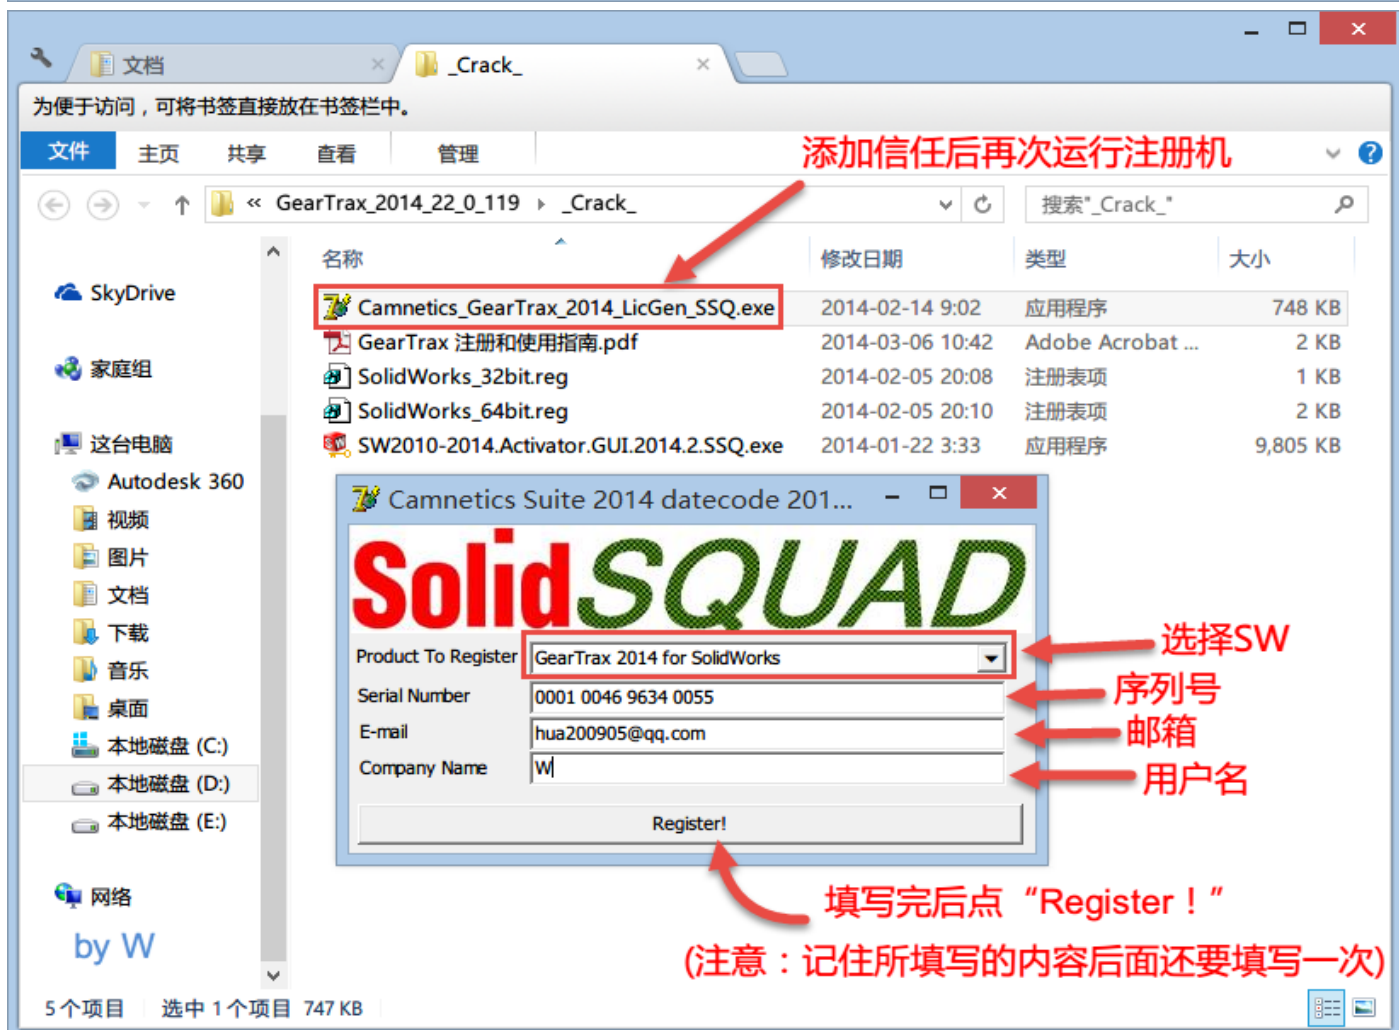 文档
_Crack_
为便于访问，可将书签直接放在书签栏中。
文件 主页 共享 查看 管理
添加信任后再次运行注册机
« GearTrax_2014_22_0_119 _Crack_
搜索"_Crack_"
名称 修改日期 类型 大小
Camnetics_GearTrax_2014_LicGen_SSQ.exe 2014-02-14 9:02 应用程序 748 KB
GearTrax 注册和使用指南.pdf 2014-03-06 10:42 Adobe Acrobat ... 2 KB
SolidWorks_32bit.reg 2014-02-05 20:08 注册表项 1 KB
SolidWorks_64bit.reg 2014-02-05 20:10 注册表项 2 KB
SW2010-2014.Activator.GUI.2014.2.SSQ.exe 2014-01-22 3:33 应用程序 9,805 KB
SkyDrive
家庭组
这台电脑
Autodesk 360
视频
图片
文档
下载
音乐
桌面
本地磁盘 (C:)
本地磁盘 (D:)
本地磁盘 (E:)
网络
by W
Camnetics Suite 2014 datecode 201...
SolidSQUAD
Product To Register GearTrax 2014 for SolidWorks
选择SW
Serial Number 0001 0046 9634 0055
序列号
E-mail hua200905@qq.com
邮箱
Company Name W
用户名
Register!
填写完后点“Register！”
(注意：记住所填写的内容后面还要填写一次)
5 个项目 选中 1 个项目 747 KB